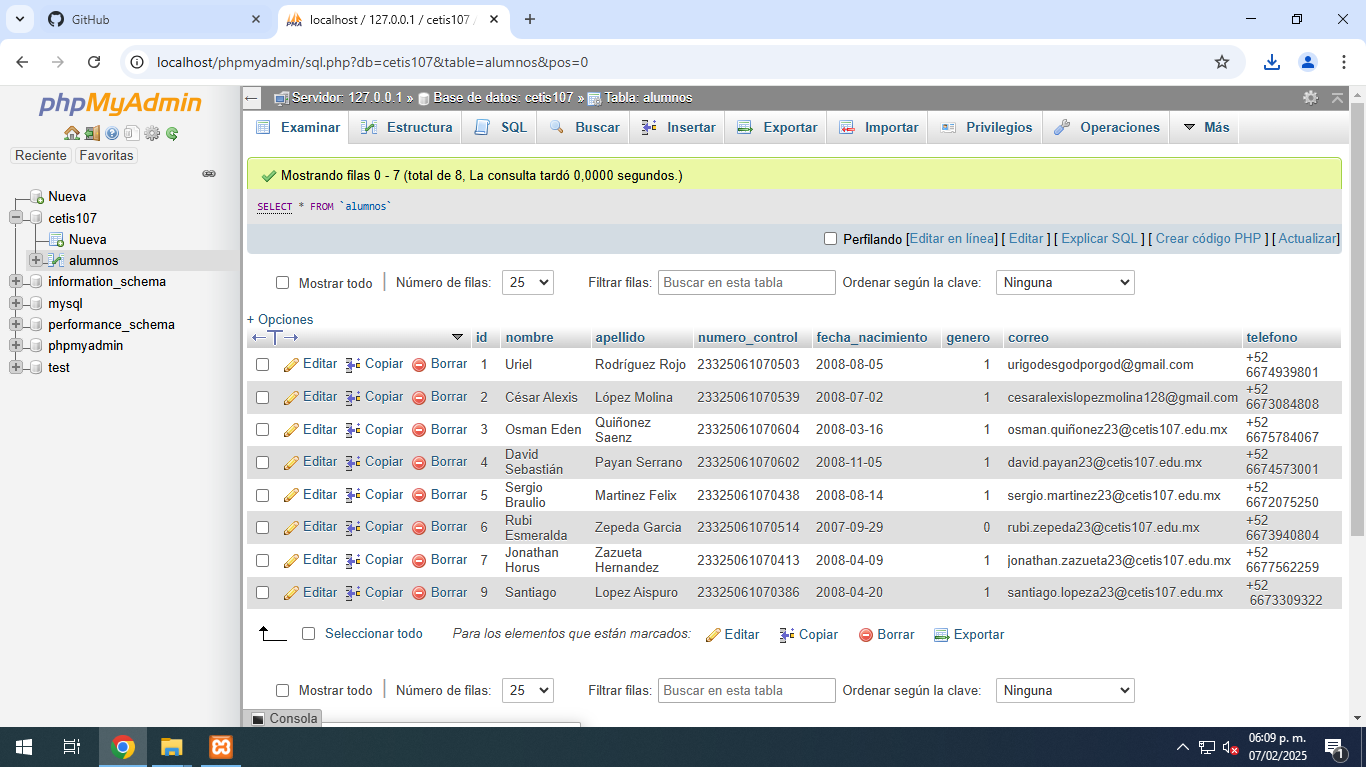 GitHub
localhost / 127.0.0.1 / cetis107 /
localhost/phpmyadmin/sql.php?db=cetis107&table=alumnos&pos=0
phpMyAdmin
Reciente Favoritas
Nueva
cetis107
Nueva
alumnos
information_schema
mysql
performance_schema
phpmyadmin
test
Servidor: 127.0.0.1 » Base de datos: cetis107 » Tabla: alumnos
Examinar Estructura SQL Buscar Insertar Exportar Importar Privilegios Operaciones Más
Mostrando filas 0 - 7 (total de 8, La consulta tardó 0,0000 segundos.)
SELECT * FROM `alumnos`
Perfilando [Editar en línea] [ Editar ] [ Explicar SQL ] [ Crear código PHP ] [ Actualizar]
Mostrar todo | Número de filas: 25 Filtrar filas: Buscar en esta tabla Ordenar según la clave: Ninguna
+ Opciones
←T→ id nombre apellido numero_control fecha_nacimiento genero correo telefono
Editar Copiar Borrar 1 Uriel Rodríguez Rojo 23325061070503 2008-08-05 1 urigodesgodporgod@gmail.com +52 6674939801
Editar Copiar Borrar 2 César Alexis López Molina 23325061070539 2008-07-02 1 cesaralexislopezmolina128@gmail.com +52 6673084808
Editar Copiar Borrar 3 Osman Eden Quiñonez Saenz 23325061070604 2008-03-16 1 osman.quiñonez23@cetis107.edu.mx +52 6675784067
Editar Copiar Borrar 4 David Sebastián Payan Serrano 23325061070602 2008-11-05 1 david.payan23@cetis107.edu.mx +52 6674573001
Editar Copiar Borrar 5 Sergio Braulio Martinez Felix 23325061070438 2008-08-14 1 sergio.martinez23@cetis107.edu.mx +52 6672075250
Editar Copiar Borrar 6 Rubi Esmeralda Zepeda Garcia 23325061070514 2007-09-29 0 rubi.zepeda23@cetis107.edu.mx +52 6673940804
Editar Copiar Borrar 7 Jonathan Horus Zazueta Hernandez 23325061070413 2008-04-09 1 jonathan.zazueta23@cetis107.edu.mx +52 6677562259
Editar Copiar Borrar 9 Santiago Lopez Aispuro 23325061070386 2008-04-20 1 santiago.lopeza23@cetis107.edu.mx +52 6673309322
Seleccionar todo Para los elementos que están marcados: Editar Copiar Borrar Exportar
Mostrar todo | Número de filas: 25 Filtrar filas: Buscar en esta tabla Ordenar según la clave: Ninguna
Consola
06:09 p. m.
07/02/2025
1